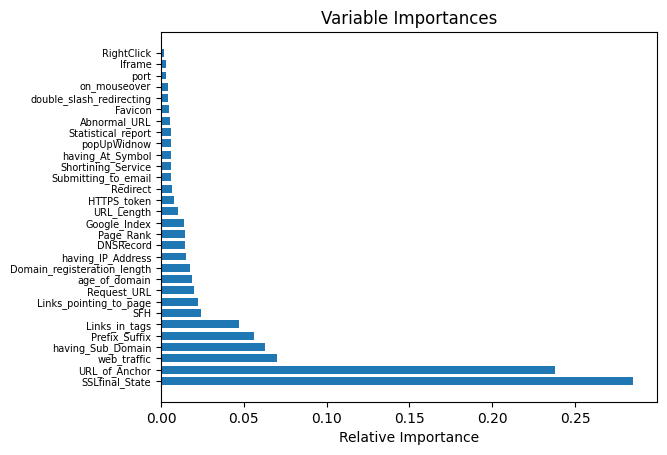 Variable Importances
RightClick
Iframe
port
on_mouseover
double_slash_redirecting
Favicon
Abnormal_URL
Statistical_report
popUpWidnow
having_At_Symbol
Shortining_Service
Submitting_to_email
Redirect
HTTPS_token
URL_Length
Google_Index
Page_Rank
DNSRecord
having_IP_Address
Domain_registeration_length
age_of_domain
Request_URL
Links_pointing_to_page
SFH
Links_in_tags
Prefix_Suffix
having_Sub_Domain
web_traffic
URL_of_Anchor
SSLfinal_State
0.00 0.05 0.10 0.15 0.20 0.25
Relative Importance